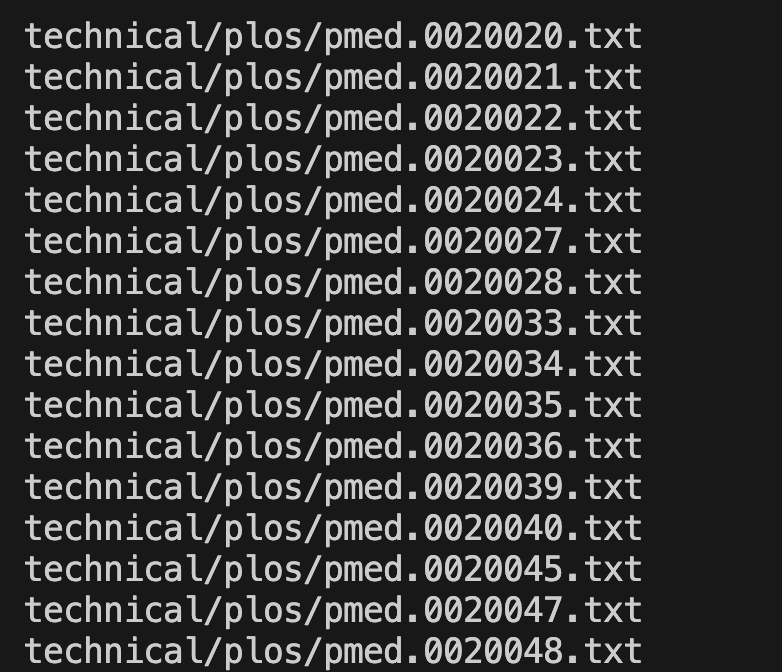 technical/plos/pmed.0020020.txt
technical/plos/pmed.0020021.txt
technical/plos/pmed.0020022.txt
technical/plos/pmed.0020023.txt
technical/plos/pmed.0020024.txt
technical/plos/pmed.0020027.txt
technical/plos/pmed.0020028.txt
technical/plos/pmed.0020033.txt
technical/plos/pmed.0020034.txt
technical/plos/pmed.0020035.txt
technical/plos/pmed.0020036.txt
technical/plos/pmed.0020039.txt
technical/plos/pmed.0020040.txt
technical/plos/pmed.0020045.txt
technical/plos/pmed.0020047.txt
technical/plos/pmed.0020048.txt